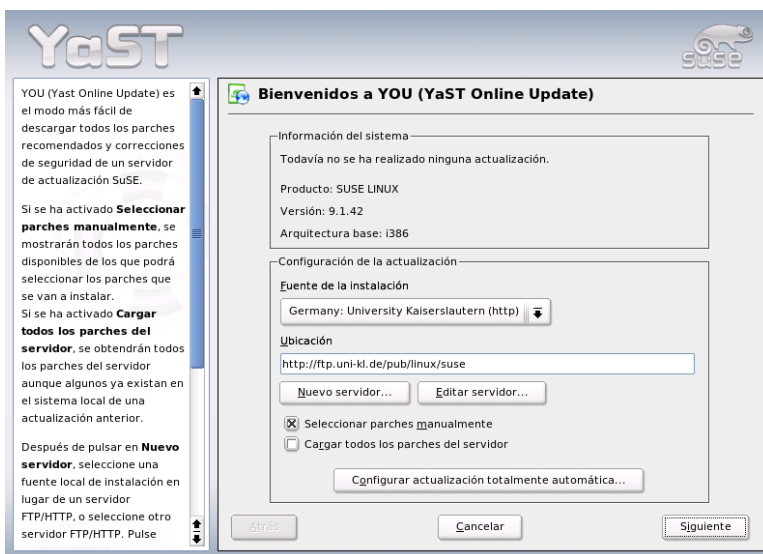 YaST
suse
YOU (Yast Online Update) es
el modo más fácil de
descargar todos los parches
recomendados y correcciones
de seguridad de un servidor
de actualización SuSE.
Si se ha activado Seleccionar
parches manualmente, se
mostrarán todos los parches
disponibles de los que podrá
seleccionar los parches que
se van a instalar.
Si se ha activado Cargar
todos los parches del
servidor, se obtendrán todos
los parches del servidor
aunque algunos ya existan en
el sistema local de una
actualización anterior.
Después de pulsar en Nuevo
servidor, seleccione una
fuente local de instalación en
lugar de un servidor
FTP/HTTP, o seleccione otro
servidor FTP/HTTP. Pulse
Bienvenidos a YOU (YaST Online Update)
Información del sistema
Todavía no se ha realizado ninguna actualización.
Producto: SUSE LINUX
Versión: 9.1.42
Arquitectura base: i386
Configuración de la actualización
Fuente de la instalación
Germany: University Kaiserslautern (http)
Ubicación
http://ftp.uni-kl.de/pub/linux/suse
Nuevo servidor... Editar servidor...
Seleccionar parches manualmente
Cargar todos los parches del servidor
Configurar actualización totalmente automática...
Atrás Cancelar Siguiente